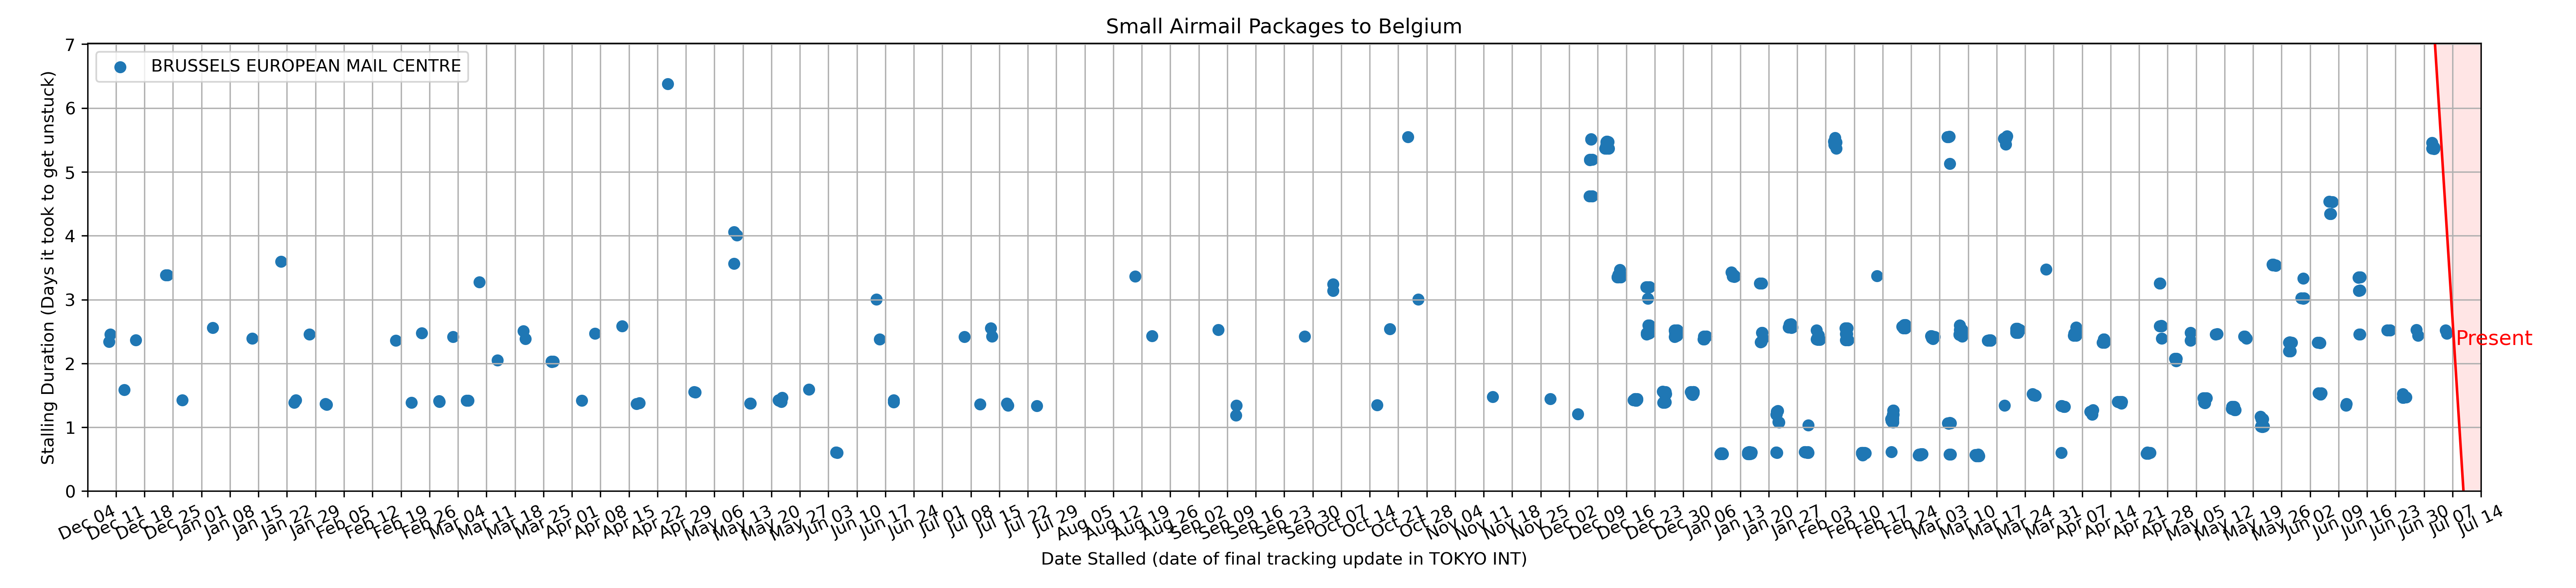 Small Airmail Packages to Belgium
BRUSSELS EUROPEAN MAIL CENTRE
Stalling Duration (Days it took to get unstuck)
7
6
5
4
3
2
1
0
Present
Dec 04
Dec 11
Dec 18
Dec 25
Jan 01
Jan 08
Jan 15
Jan 22
Jan 29
Feb 05
Feb 12
Feb 19
Feb 26
Mar 04
Mar 11
Mar 18
Mar 25
Apr 01
Apr 08
Apr 15
Apr 22
Apr 29
May 06
May 13
May 20
May 27
Jun 03
Jun 10
Jun 17
Jun 24
Jul 01
Jul 08
Jul 15
Jul 22
Jul 29
Aug 05
Aug 12
Aug 19
Aug 26
Sep 02
Sep 09
Sep 16
Sep 23
Sep 30
Oct 07
Oct 14
Oct 21
Oct 28
Nov 04
Nov 11
Nov 18
Nov 25
Dec 02
Dec 09
Dec 16
Dec 23
Dec 30
Jan 06
Jan 13
Jan 20
Jan 27
Feb 03
Feb 10
Feb 17
Feb 24
Mar 03
Mar 10
Mar 17
Mar 24
Mar 31
Apr 07
Apr 14
Apr 21
Apr 28
May 05
May 12
May 19
May 26
Jun 02
Jun 09
Jun 16
Jun 23
Jun 30
Jul 07
Jul 14
Date Stalled (date of final tracking update in TOKYO INT)